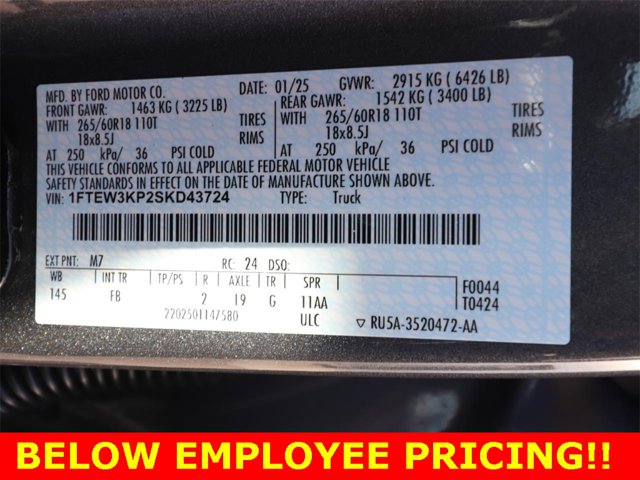 MFD. BY FORD MOTOR CO. DATE: 01/25 GVWR: 2915 KG ( 6426 LB)
FRONT GAWR: 1463 KG ( 3225 LB) REAR GAWR: 1542 KG ( 3400 LB)
WITH 265/60R18 110T TIRES WITH 265/60R18 110T TIRES
18x8.5J RIMS 18x8.5J RIMS
AT 250 kPa/ 36 PSI COLD AT 250 kPa/ 36 PSI COLD
THIS VEHICLE CONFORMS TO ALL APPLICABLE FEDERAL MOTOR VEHICLE
SAFETY STANDARDS IN EFFECT ON THE DATE OF MANUFACTURE SHOWN ABOVE.
VIN: 1FTEW3KP2SKD43724 TYPE: Truck
EXT PNT: M7 RC: 24 DSO:
WB INT TR TP/PS R AXLE TR SPR F0044
145 FB 2 19 G 11AA T0424
2202501147580 ULC ▽ RU5A-3520472-AA
BELOW EMPLOYEE PRICING!!